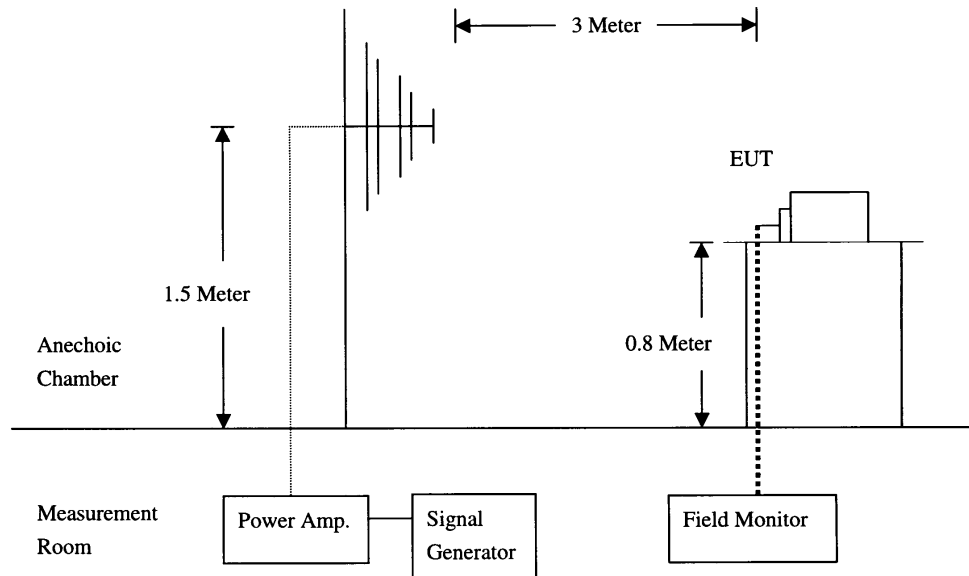 3 Meter
EUT
1.5 Meter
0.8 Meter
Anechoic
Chamber
Measurement
Room
Power Amp.
Signal
Generator
Field Monitor